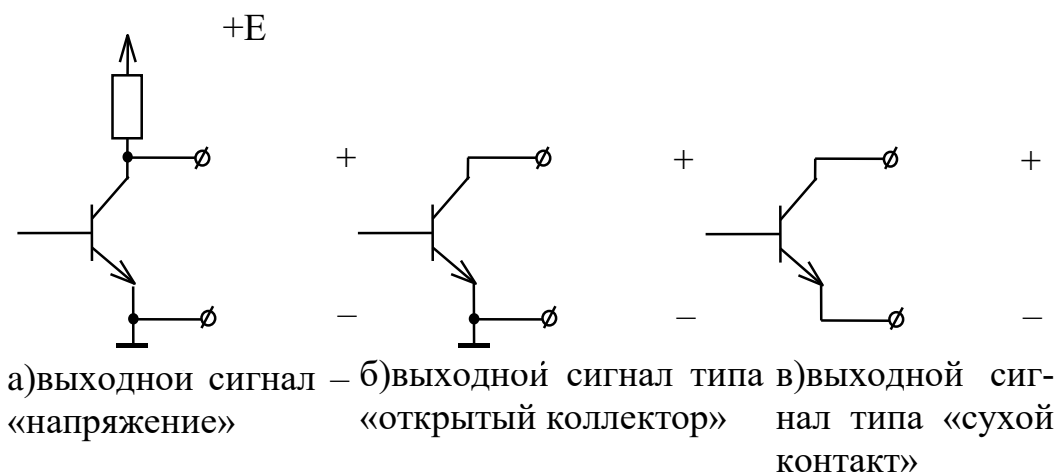 +E
+
+
+
–
–
–
а)выходнои сигнал –
«напряжение»
б)выходной сигнал типа
«открытый коллектор»
в)выходной сиг-
нал типа «сухой
контакт»